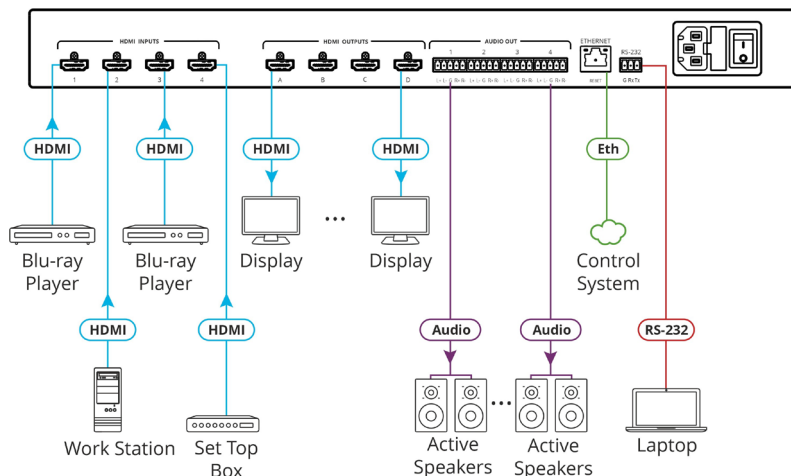 HDMI INPUTS
HDMI OUTPUTS
AUDIO OUT
ETHERNET
RS-232
1 2 3 4
A B C D
1 2 3 4
L+ L- G R+ R- L+ L- G R+ R- L+ L- G R+ R- L+ L- G R+ R-
RESET
G Rx Tx
HDMI
HDMI
HDMI
HDMI
Eth
Blu-ray
Player
Blu-ray
Player
Display
...
Display
Control
System
HDMI
HDMI
Audio
Audio
RS-232
Work Station
Set Top
Box
Active
Speakers
...
Active
Speakers
Laptop